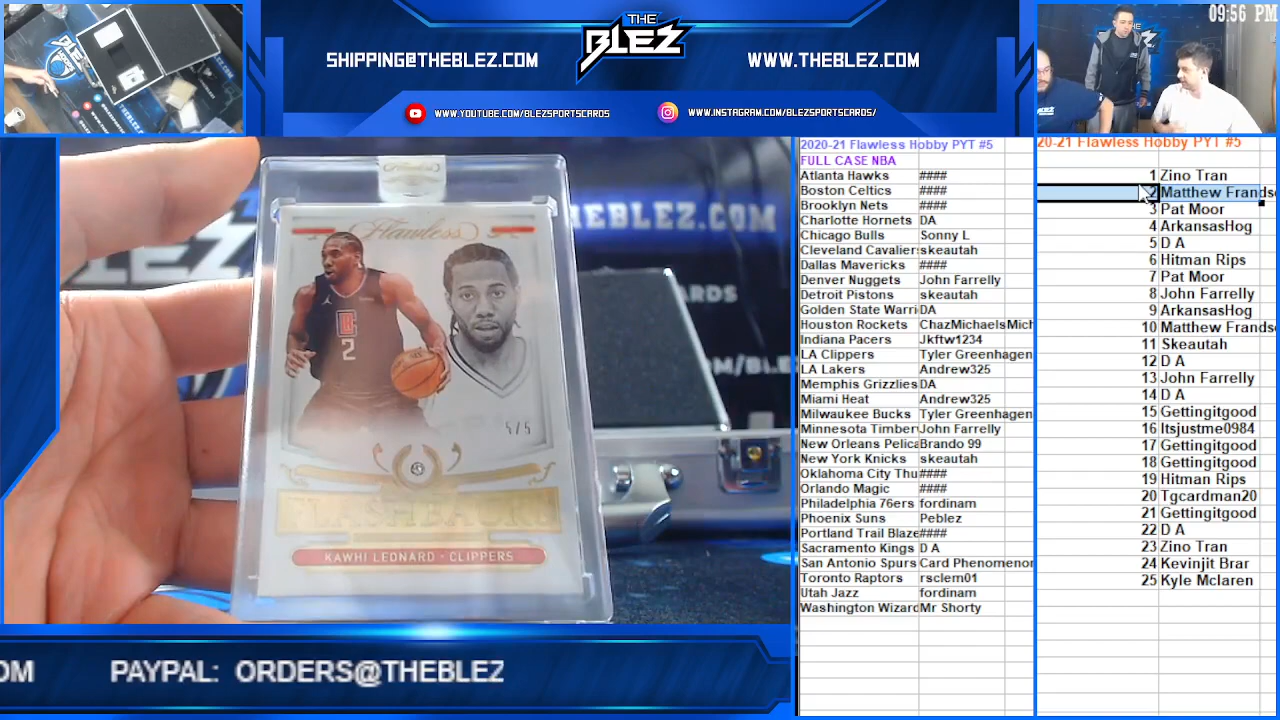 09:56 PM
THE
BLEZ
SHIPPING@THEBLEZ.COM
WWW.THEBLEZ.COM
WWW.YOUTUBE.COM/BLEZSPORTSCARDS
WWW.INSTAGRAM.COM/BLEZSPORTSCARDS/
Flawless
2
5/5
FLASHBACKS
KAWHI LEONARD · CLIPPERS
THEBLEZ.COM
OM PAYPAL: ORDERS@THEBLEZ
2020-21 Flawless Hobby PYT #5
FULL CASE NBA
Atlanta Hawks ####
Boston Celtics ####
Brooklyn Nets ####
Charlotte Hornets DA
Chicago Bulls Sonny L
Cleveland Cavaliers skeautah
Dallas Mavericks ####
Denver Nuggets John Farrelly
Detroit Pistons skeautah
Golden State Warri DA
Houston Rockets ChazMichaelsMich
Indiana Pacers Jkftw1234
LA Clippers Tyler Greenhagen
LA Lakers Andrew325
Memphis Grizzlies DA
Miami Heat Andrew325
Milwaukee Bucks Tyler Greenhagen
Minnesota Timber John Farrelly
New Orleans Pelica Brando 99
New York Knicks skeautah
Oklahoma City Thu ####
Orlando Magic ####
Philadelphia 76ers fordinam
Phoenix Suns Peblez
Portland Trail Blaze ####
Sacramento Kings D A
San Antonio Spurs Card Phenomenon
Toronto Raptors rsclem01
Utah Jazz fordinam
Washington Wizard Mr Shorty
20-21 Flawless Hobby PYT #5
1 Zino Tran
2 Matthew Frandse
3 Pat Moor
4 ArkansasHog
5 D A
6 Hitman Rips
7 Pat Moor
8 John Farrelly
9 ArkansasHog
10 Matthew Frandse
11 Skeautah
12 D A
13 John Farrelly
14 D A
15 Gettingitgood
16 Itsjustme0984
17 Gettingitgood
18 Gettingitgood
19 Hitman Rips
20 Tgcardman20
21 Gettingitgood
22 D A
23 Zino Tran
24 Kevinjit Brar
25 Kyle Mclaren